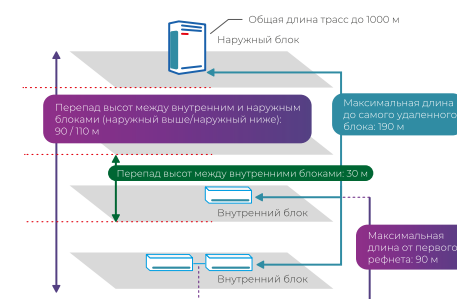 Общая длина трасс до 1000 м
Наружный блок
Перепад высот между внутренним и наружным
блоками (наружный выше/наружный ниже):
90 / 110 м
Максимальная длина
до самого удаленного
блока: 190 м
Перепад высот между внутренними блоками: 30 м
Внутренний блок
Максимальная
длина от первого
рефнета: 90 м
Внутренний блок